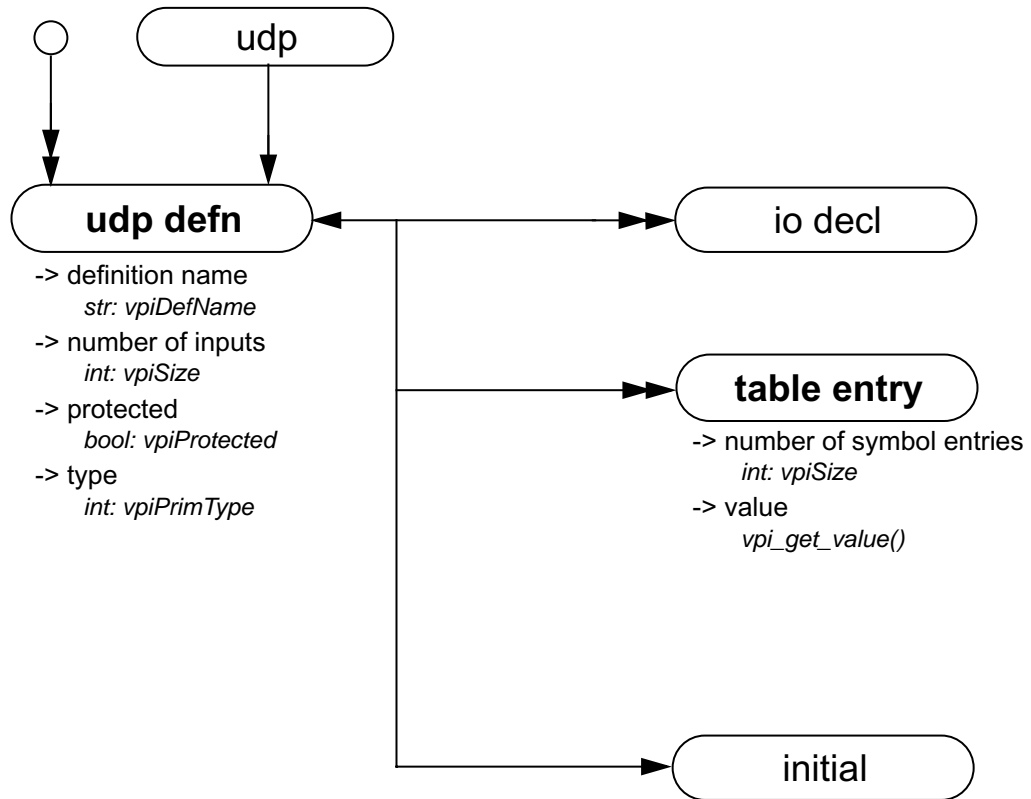 udp
udp defn
-> definition name
str: vpiDefName
-> number of inputs
int: vpiSize
-> protected
bool: vpiProtected
-> type
int: vpiPrimType
io decl
table entry
-> number of symbol entries
int: vpiSize
-> value
vpi_get_value()
initial